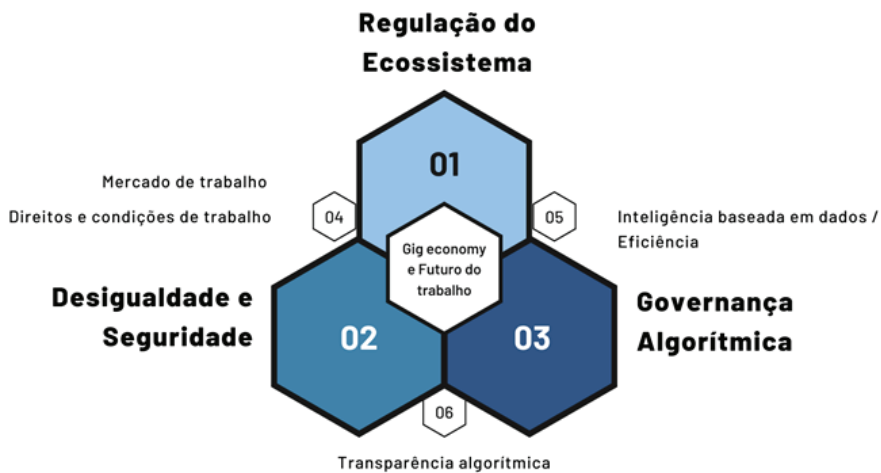 Regulação do
Ecossistema
01
Mercado de trabalho
Direitos e condições de trabalho
04
05
Inteligência baseada em dados /
Eficiência
Gig economy
e Futuro do
trabalho
Desigualdade e
Seguridade
02
03
Governança
Algorítmica
06
Transparência algorítmica